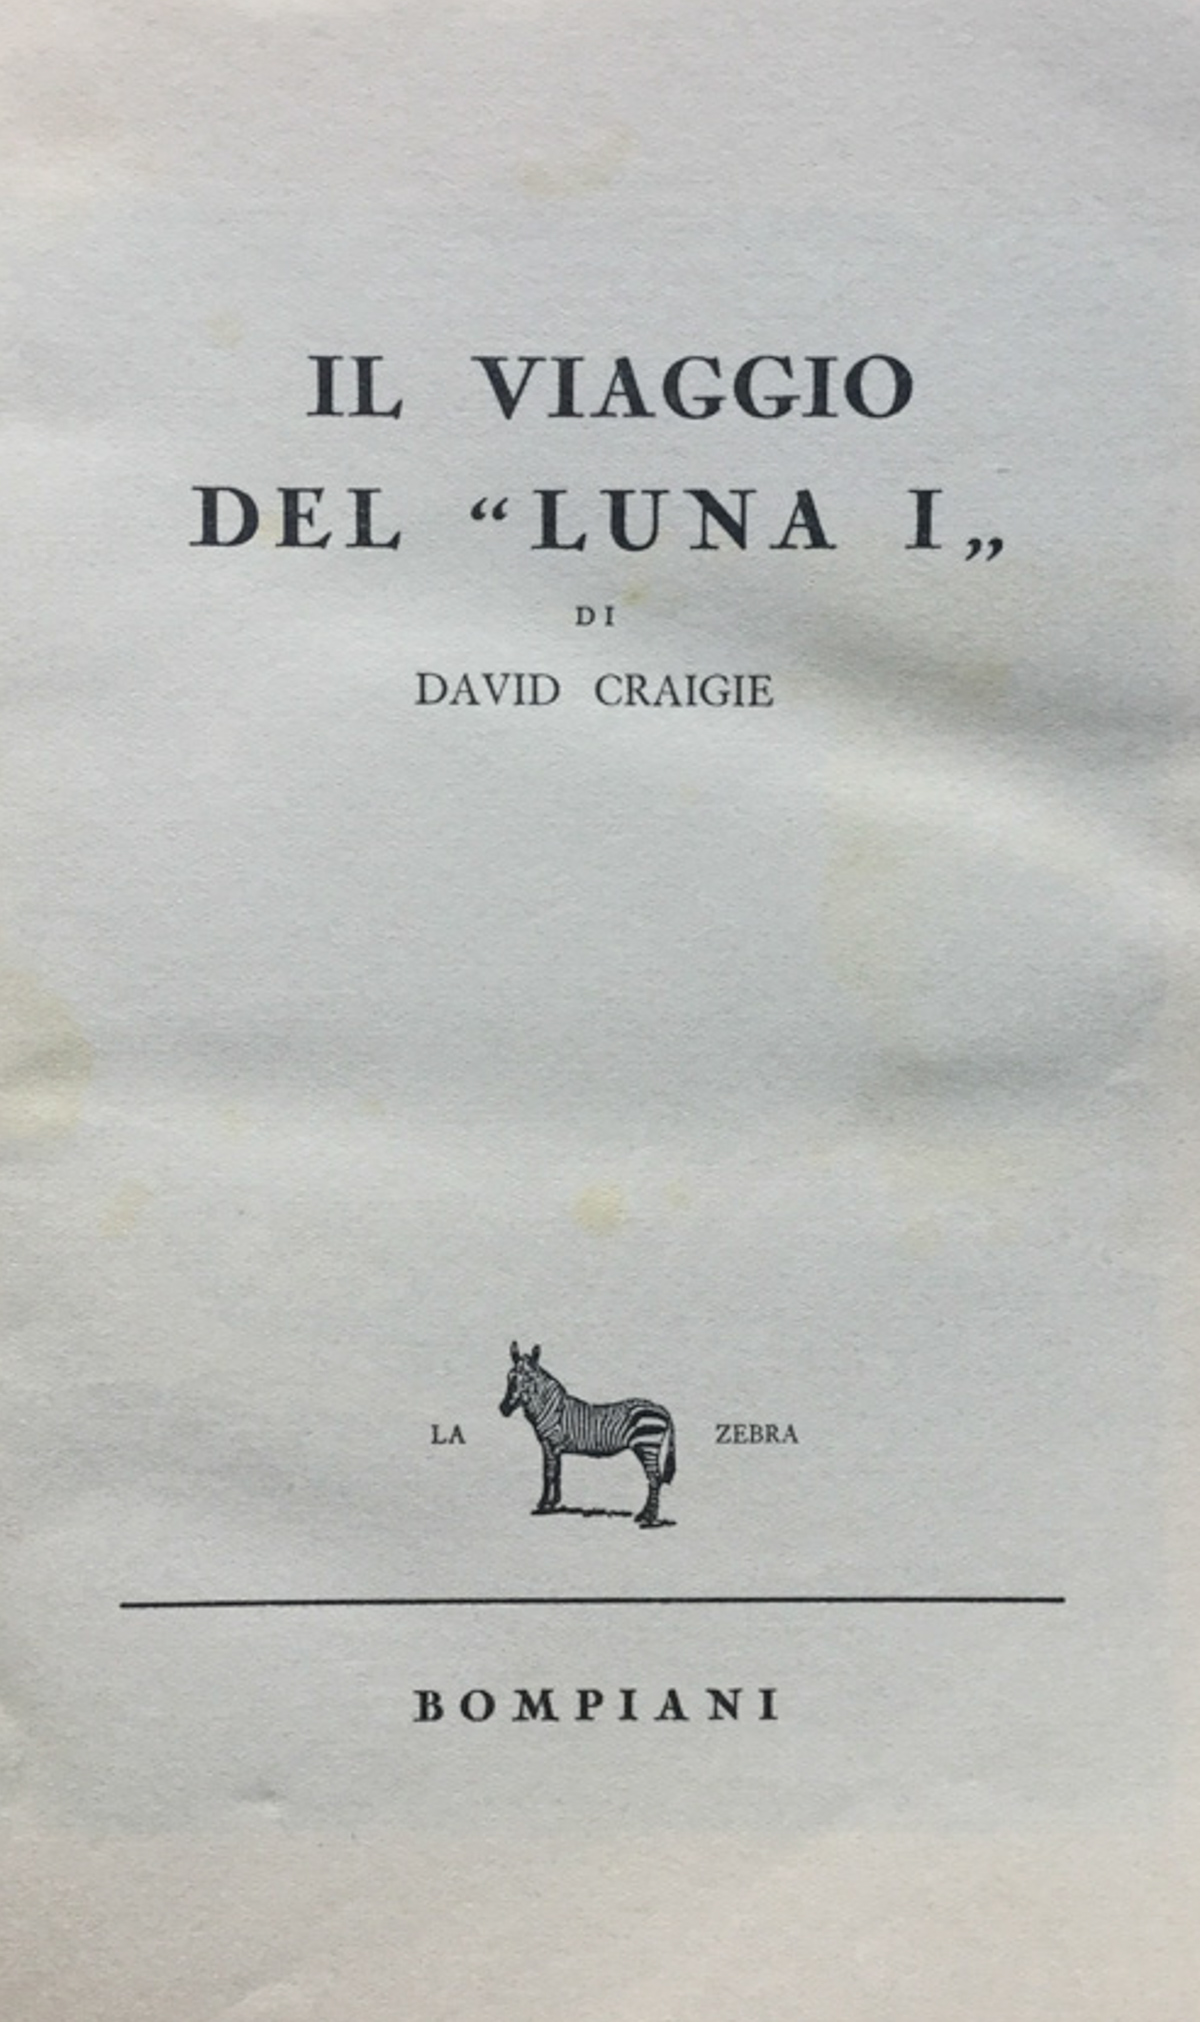 IL VIAGGIO
DEL “LUNA I„
DI
DAVID CRAIGIE
LA ZEBRA
BOMPIANI